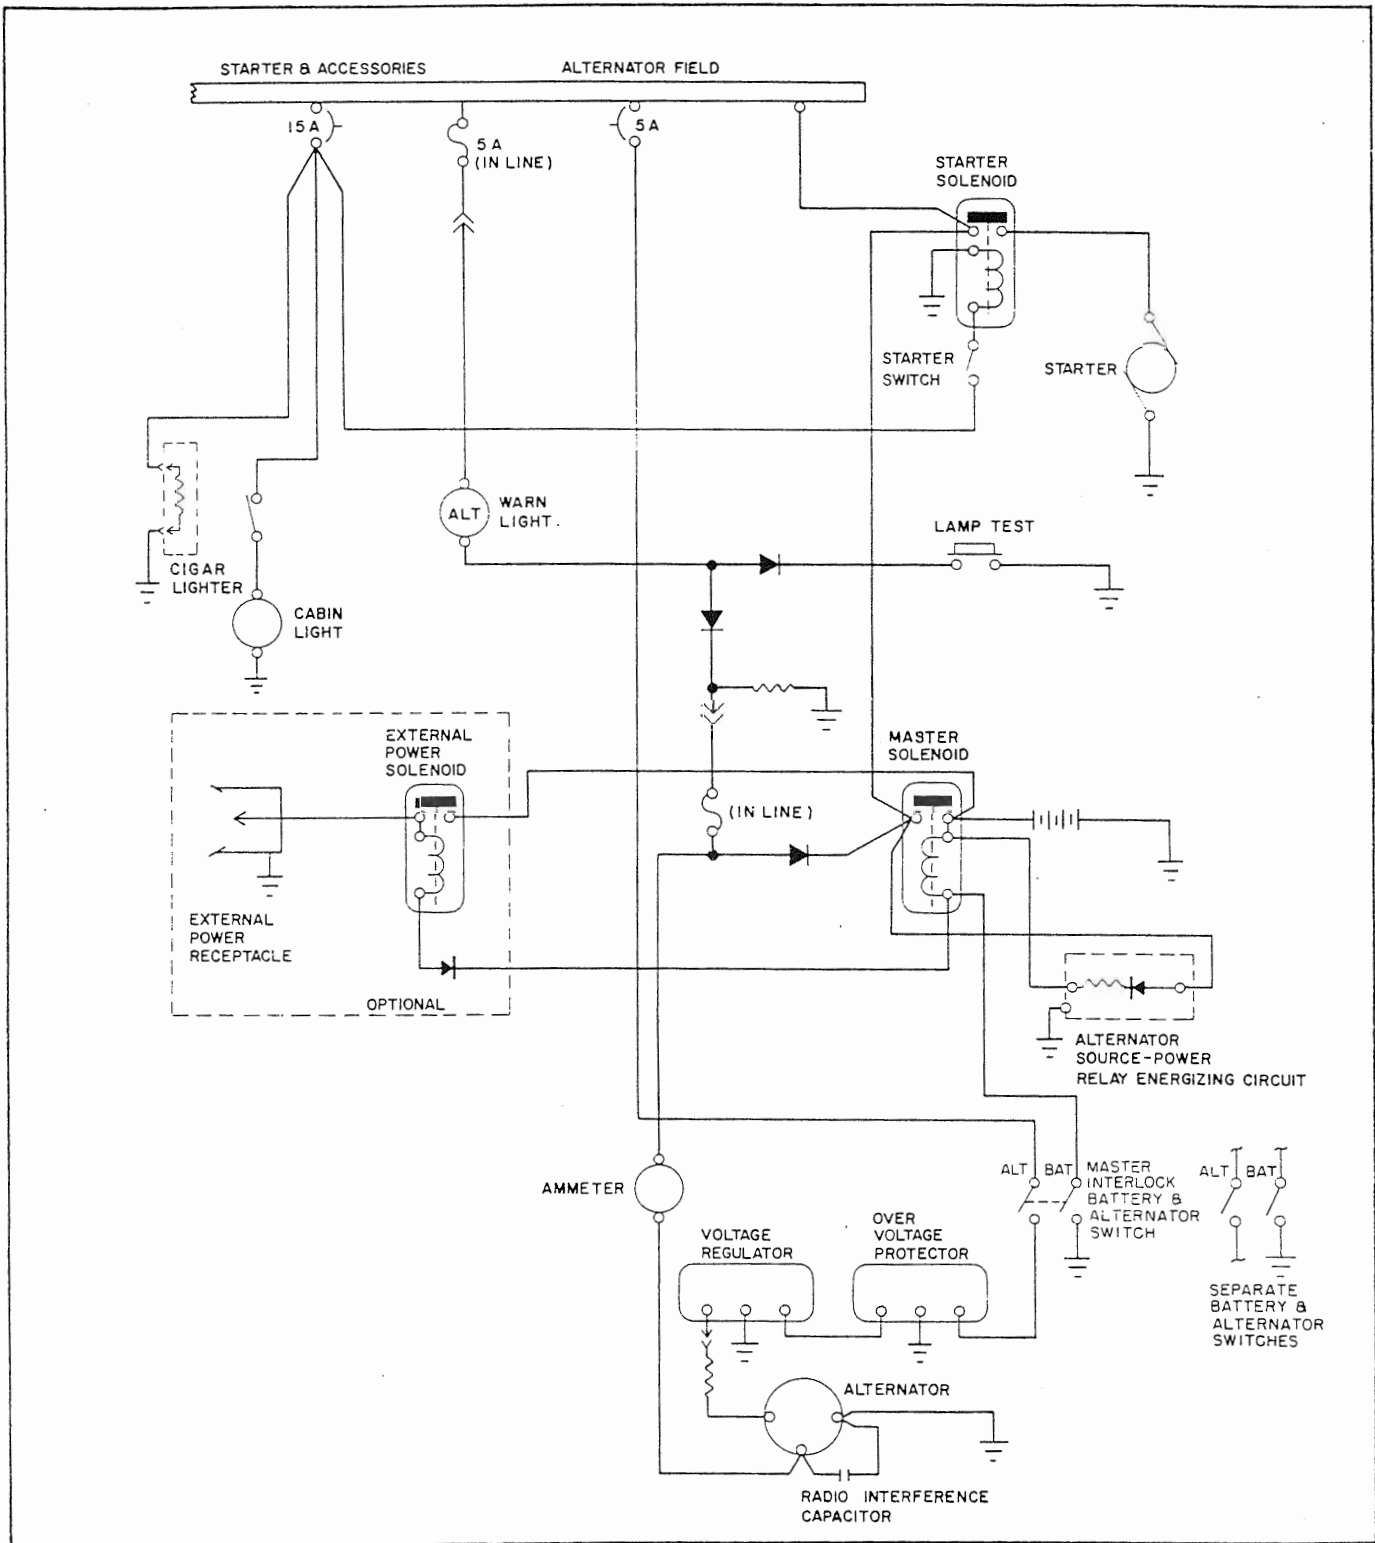 STARTER & ACCESSORIES
ALTERNATOR FIELD
15 A
5 A
(IN LINE)
5A
STARTER
SOLENOID
STARTER
SWITCH
STARTER
CIGAR
LIGHTER
CABIN
LIGHT
ALT
WARN
LIGHT.
LAMP TEST
EXTERNAL
POWER
SOLENOID
EXTERNAL
POWER
RECEPTACLE
OPTIONAL
(IN LINE)
MASTER
SOLENOID
ALTERNATOR
SOURCE-POWER
RELAY ENERGIZING CIRCUIT
AMMETER
ALT
BAT
MASTER
INTERLOCK
BATTERY &
ALTERNATOR
SWITCH
ALT
BAT
SEPARATE
BATTERY &
ALTERNATOR
SWITCHES
VOLTAGE
REGULATOR
OVER
VOLTAGE
PROTECTOR
ALTERNATOR
RADIO INTERFERENCE
CAPACITOR